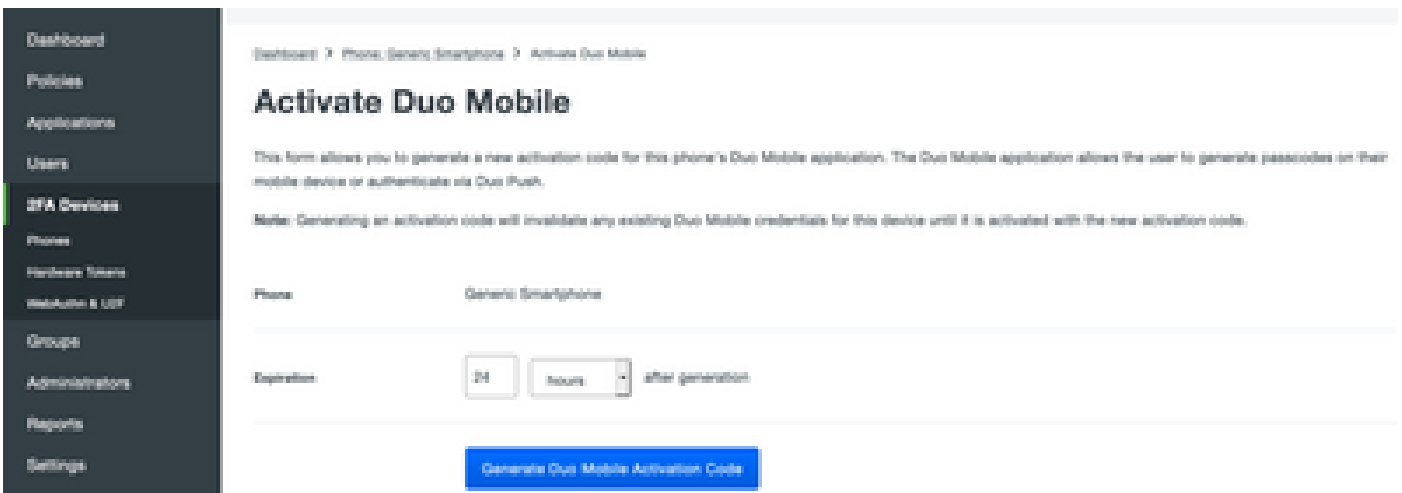 Dashboard
Policies
Applications
Users
2FA Devices
Phones
Hardware Tokens
WebAuthn & U2F
Groups
Administrators
Reports
Settings
Dashboard > Phone: Generic Smartphone > Activate Duo Mobile
Activate Duo Mobile
This form allows you to generate a new activation code for this phone's Duo Mobile application. The Duo Mobile application allows the user to generate passcodes on their
mobile device or authenticate via Duo Push.
Note: Generating an activation code will invalidate any existing Duo Mobile credentials for this device until it is activated with the new activation code.
Phone Generic Smartphone
Expiration 24 hours after generation
Generate Duo Mobile Activation Code